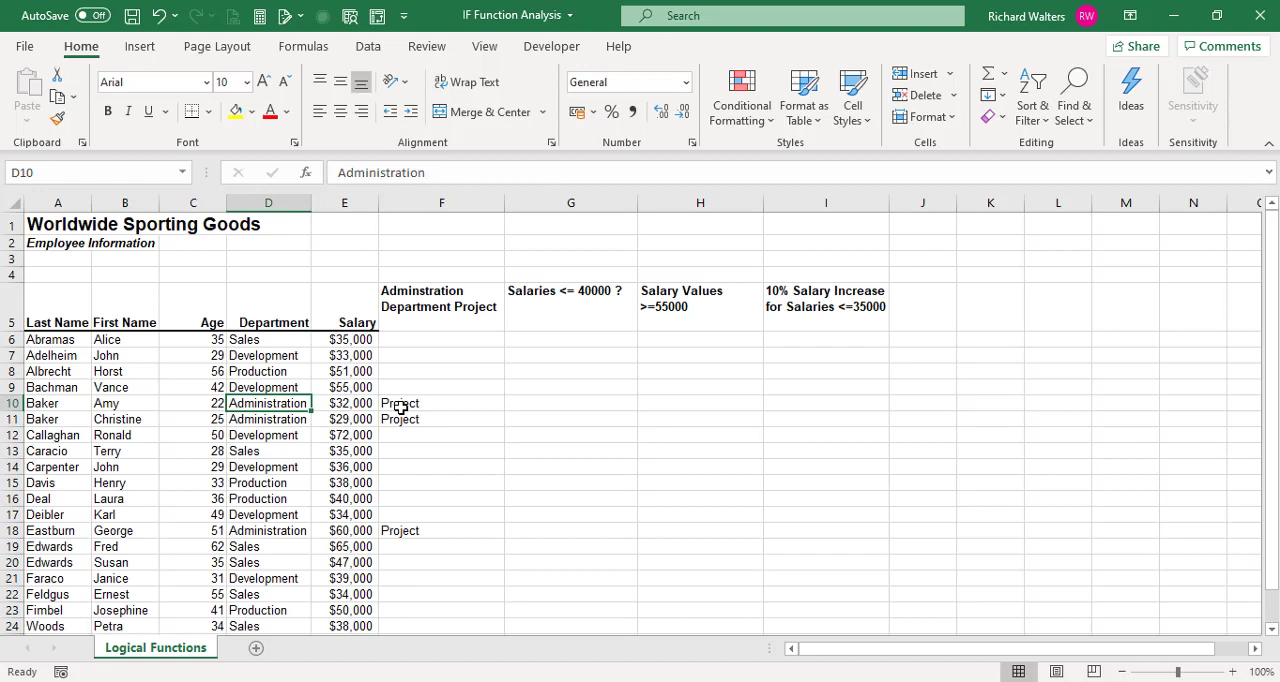 AutoSave Off IF Function Analysis Search Richard Walters RW
File Home Insert Page Layout Formulas Data Review View Developer Help Share Comments
Paste
Arial 10
B I U
Wrap Text
Merge & Center
General
% ,
Conditional Formatting
Format as Table
Cell Styles
Insert
Delete
Format
Sort & Filter
Find & Select
Ideas
Sensitivity
Clipboard Font Alignment Number Styles Cells Editing Ideas Sensitivity
D10 fx Administration
A B C D E F G H I J K L M N
1 Worldwide Sporting Goods
2 Employee Information
3
4
Adminstration Salaries <= 40000 ? Salary Values 10% Salary Increase
Department Project >=55000 for Salaries <=35000
5 Last Name First Name Age Department Salary
6 Abramas Alice 35 Sales $35,000
7 Adelheim John 29 Development $33,000
8 Albrecht Horst 56 Production $51,000
9 Bachman Vance 42 Development $55,000
10 Baker Amy 22 Administration $32,000 Project
11 Baker Christine 25 Administration $29,000 Project
12 Callaghan Ronald 50 Development $72,000
13 Caracio Terry 28 Sales $35,000
14 Carpenter John 29 Development $36,000
15 Davis Henry 33 Production $38,000
16 Deal Laura 36 Production $40,000
17 Deibler Karl 49 Development $34,000
18 Eastburn George 51 Administration $60,000 Project
19 Edwards Fred 62 Sales $65,000
20 Edwards Susan 35 Sales $47,000
21 Faraco Janice 31 Development $39,000
22 Feldgus Ernest 55 Sales $34,000
23 Fimbel Josephine 41 Production $50,000
24 Woods Petra 34 Sales $38,000
Logical Functions
Ready 100%